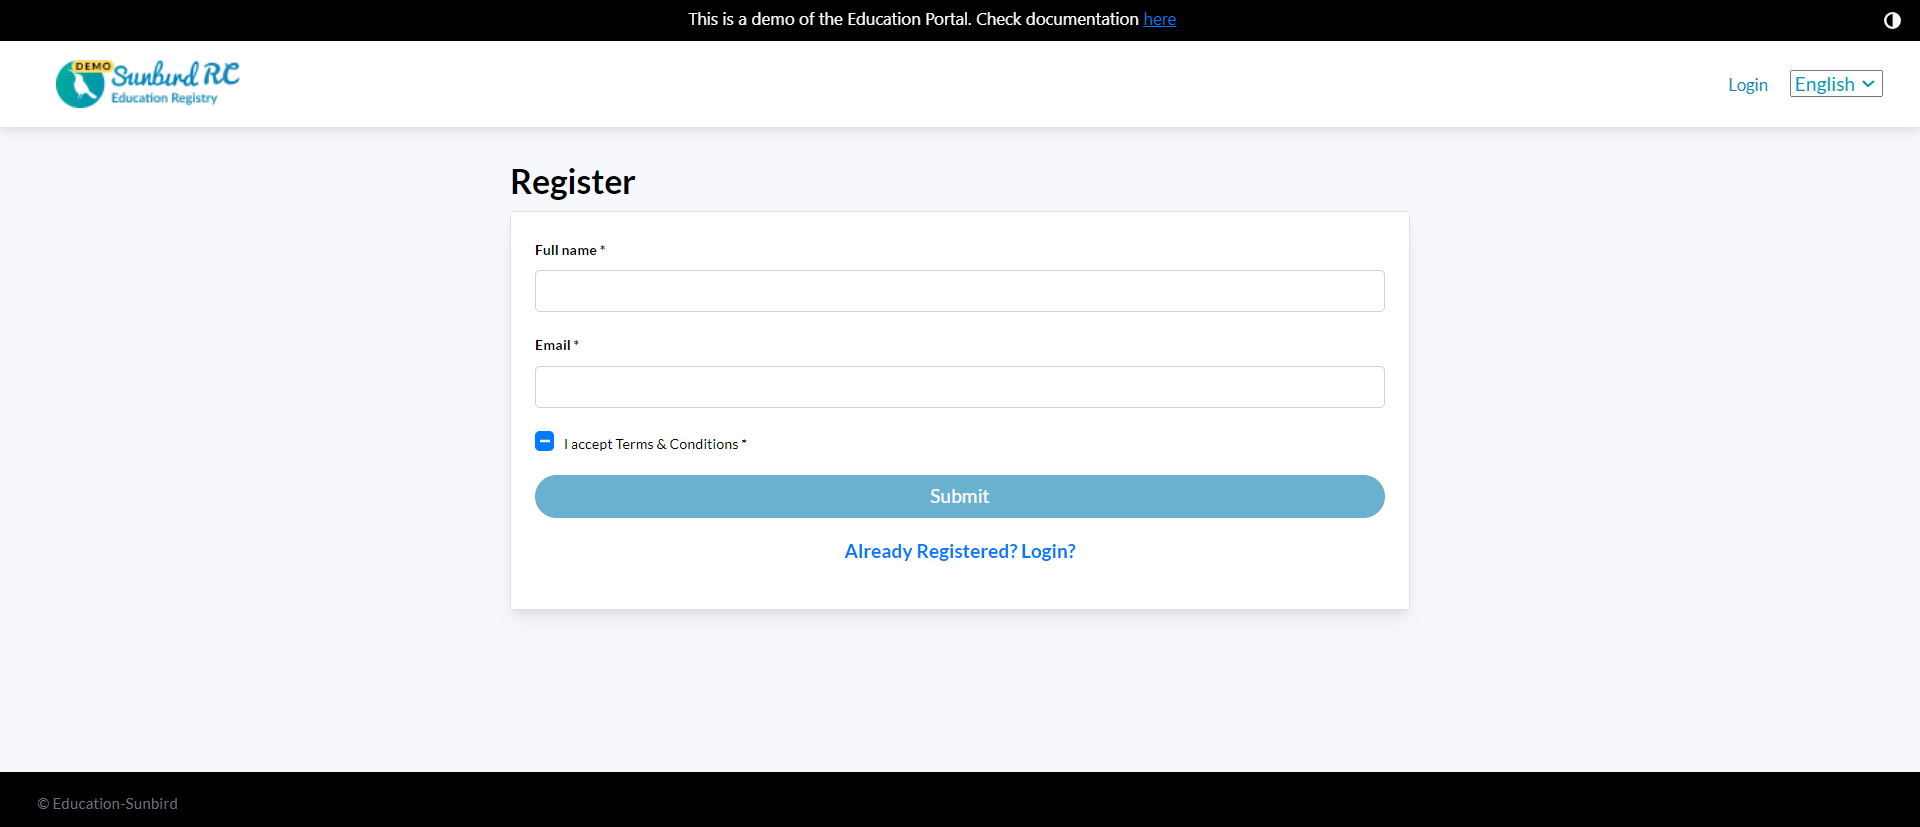 This is a demo of the Education Portal. Check documentation here
DEMO
Sunbird RC
Education Registry
Login
English
Register
Full name *
Email *
I accept Terms & Conditions *
Submit
Already Registered? Login?
© Education-Sunbird